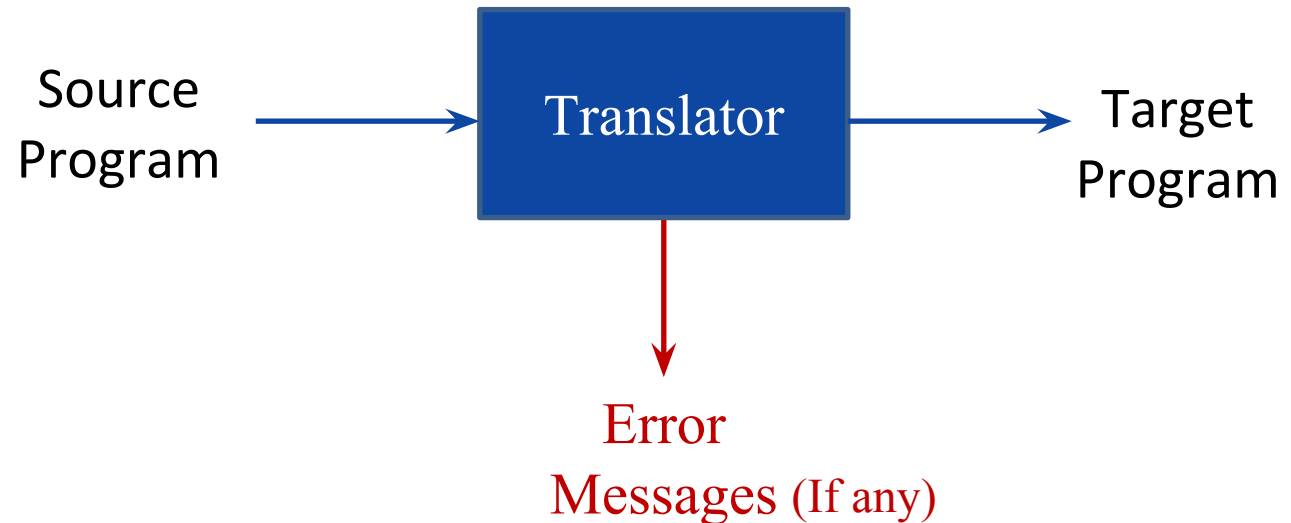 Source
Program
Translator
Target
Program
Error
Messages (If any)